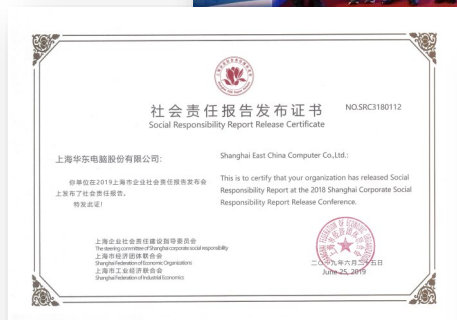 社会责任报告发布证书
NO.SRC3180112
Social Responsibility Report Release Certificate
上海华东电脑股份有限公司:
你单位在2019上海市企业社会责任报告发布会
上发布了社会责任报告。
特发此证!
Shanghai East China Computer Co.,Ltd.:
This is to certify that your organization has released Social
Responsibility Report at the 2018 Shanghai Corporate Social
Responsibility Report Release Conference.
上海企业社会责任建设指导委员会
The steering committee of Shanghai corporate social responsibility
上海市经济团体联合会
Shanghai Federation of Economic Organizations
上海市工业经济联合会
Shanghai Federation of Industrial Economics
二〇一九年六月二十五日
June 25, 2019